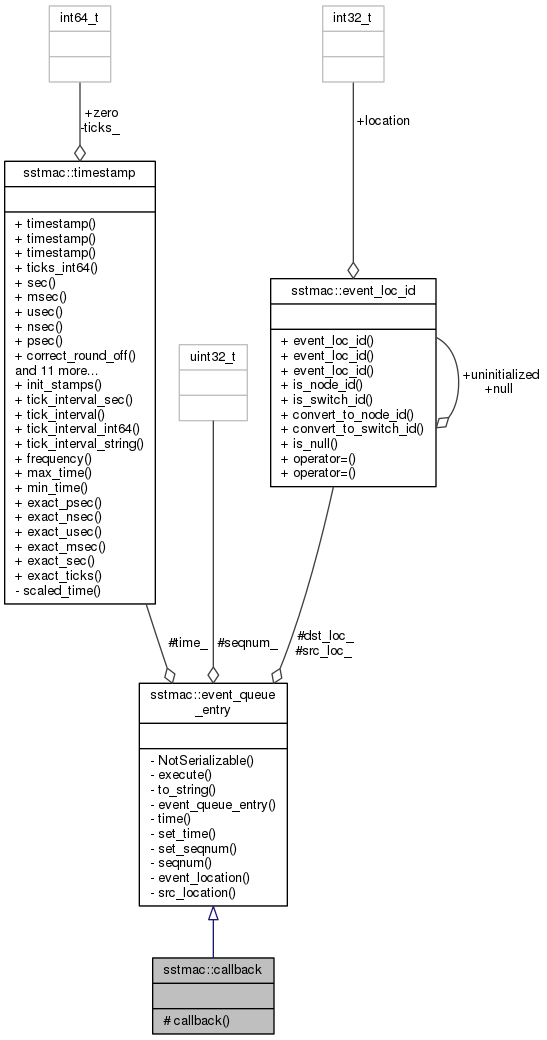 int64_t
int32_t
+zero
-ticks_
+location
sstmac::timestamp
+ timestamp()
+ timestamp()
+ timestamp()
+ ticks_int64()
+ sec()
+ msec()
+ usec()
+ nsec()
+ psec()
+ correct_round_off()
and 11 more...
+ init_stamps()
+ tick_interval_sec()
+ tick_interval()
+ tick_interval_int64()
+ tick_interval_string()
+ frequency()
+ max_time()
+ min_time()
+ exact_psec()
+ exact_nsec()
+ exact_usec()
+ exact_msec()
+ exact_sec()
+ exact_ticks()
- scaled_time()
uint32_t
sstmac::event_loc_id
+ event_loc_id()
+ event_loc_id()
+ event_loc_id()
+ is_node_id()
+ is_switch_id()
+ convert_to_node_id()
+ convert_to_switch_id()
+ is_null()
+ operator=()
+ operator=()
+uninitialized
+null
#time_
#seqnum_
#dst_loc_
#src_loc_
sstmac::event_queue
_entry
- NotSerializable()
- execute()
- to_string()
- event_queue_entry()
- time()
- set_time()
- set_seqnum()
- seqnum()
- event_location()
- src_location()
sstmac::callback
# callback()